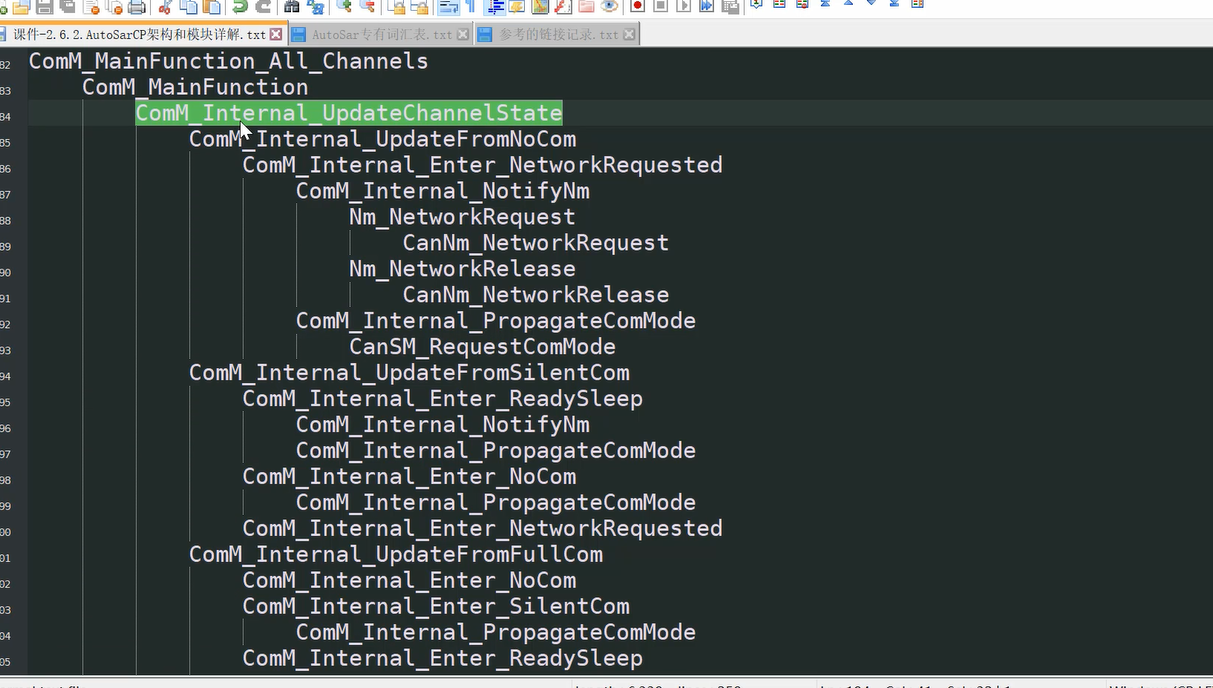 课件-2.6.2.AutoSarCP架构和模块详解.txt
AutoSar专有词汇表.txt
参考的链接记录.txt
82 ComM_MainFunction_All_Channels
83 ComM_MainFunction
84 ComM_Internal_UpdateChannelState
85 ComM_Internal_UpdateFromNoCom
86 ComM_Internal_Enter_NetworkRequested
87 ComM_Internal_NotifyNm
88 Nm_NetworkRequest
89 CanNm_NetworkRequest
90 Nm_NetworkRelease
91 CanNm_NetworkRelease
92 ComM_Internal_PropagateComMode
93 CanSM_RequestComMode
94 ComM_Internal_UpdateFromSilentCom
95 ComM_Internal_Enter_ReadySleep
96 ComM_Internal_NotifyNm
97 ComM_Internal_PropagateComMode
98 ComM_Internal_Enter_NoCom
99 ComM_Internal_PropagateComMode
00 ComM_Internal_Enter_NetworkRequested
01 ComM_Internal_UpdateFromFullCom
02 ComM_Internal_Enter_NoCom
03 ComM_Internal_Enter_SilentCom
04 ComM_Internal_PropagateComMode
05 ComM_Internal_Enter_ReadySleep